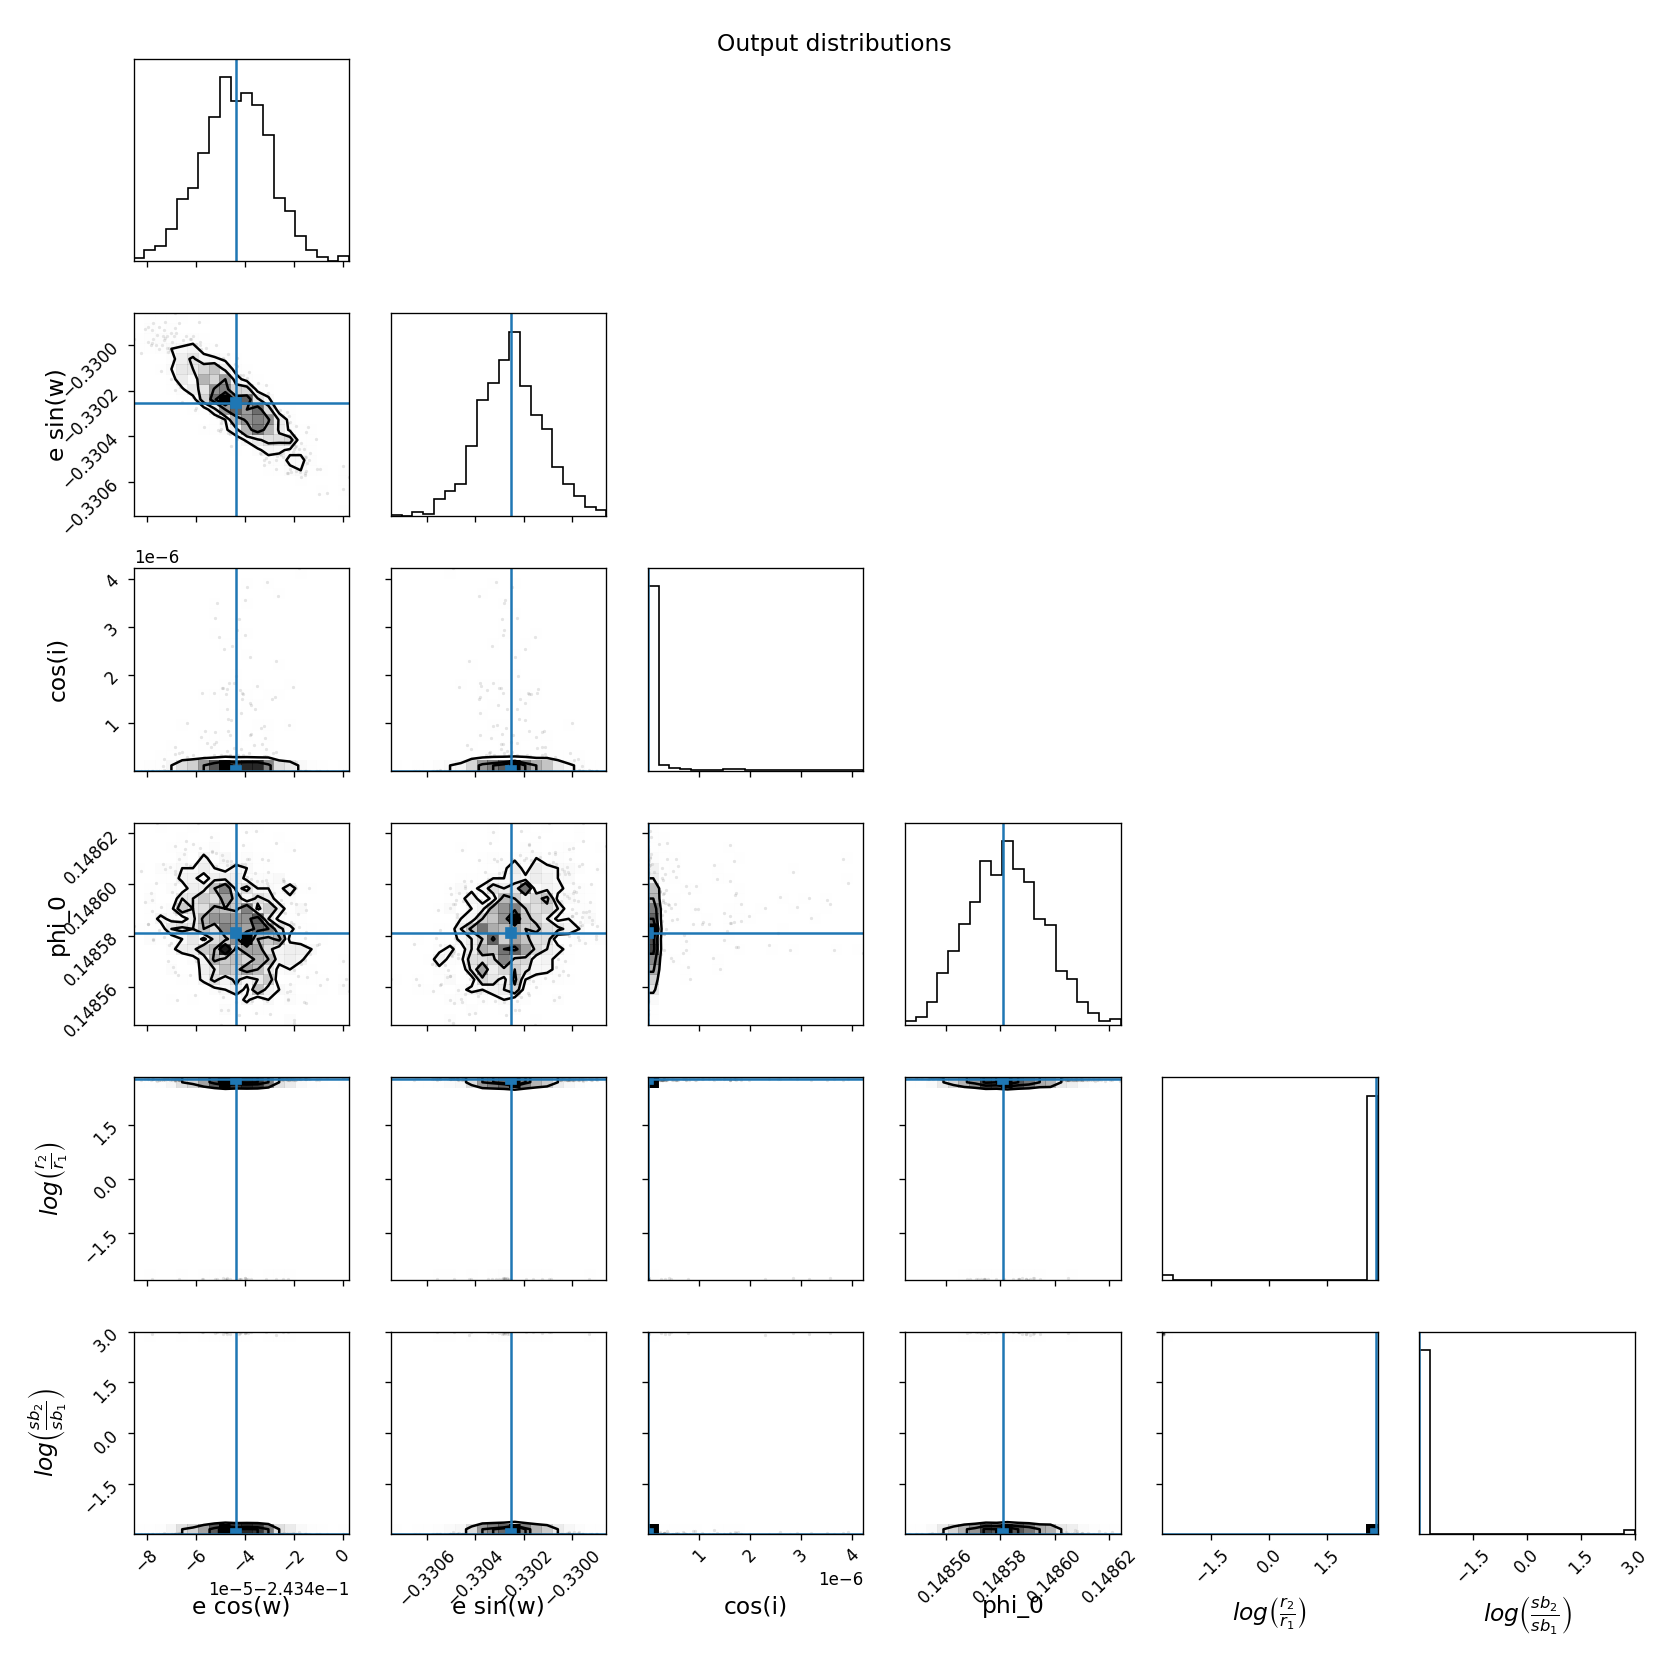 Output distributions
e sin(w)
−0.3300
−0.3302
−0.3304
−0.3306
1e−6
cos(i)
4
3
2
1
phi_0
0.14862
0.14860
0.14858
0.14856
log(r2/r1)
1.5
0.0
−1.5
log(sb2/sb1)
3.0
1.5
0.0
−1.5
−8 −6 −4 −2 0
1e−5−2.434e−1
e cos(w)
−0.3306 −0.3304 −0.3302 −0.3300
e sin(w)
1 2 3 4
1e−6
cos(i)
0.14856 0.14858 0.14860 0.14862
phi_0
−1.5 0.0 1.5
log(r2/r1)
−1.5 0.0 1.5 3.0
log(sb2/sb1)